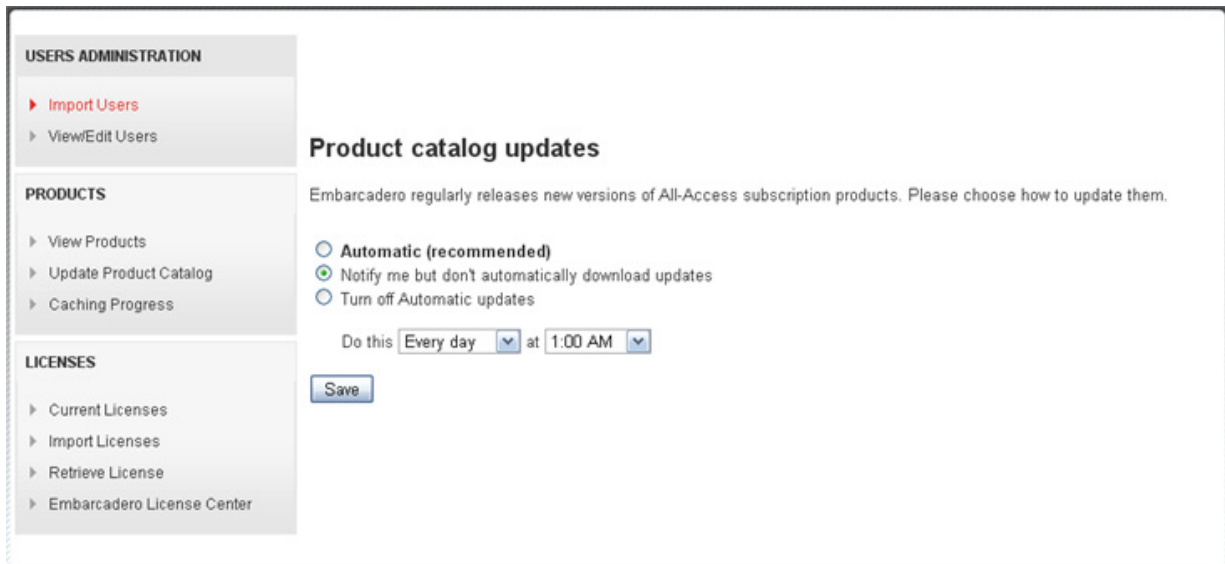 USERS ADMINISTRATION
Import Users
View/Edit Users
PRODUCTS
View Products
Update Product Catalog
Caching Progress
LICENSES
Current Licenses
Import Licenses
Retrieve License
Embarcadero License Center
Product catalog updates
Embarcadero regularly releases new versions of All-Access subscription products. Please choose how to update them.
Automatic (recommended)
Notify me but don't automatically download updates
Turn off Automatic updates
Do this Every day at 1:00 AM
Save